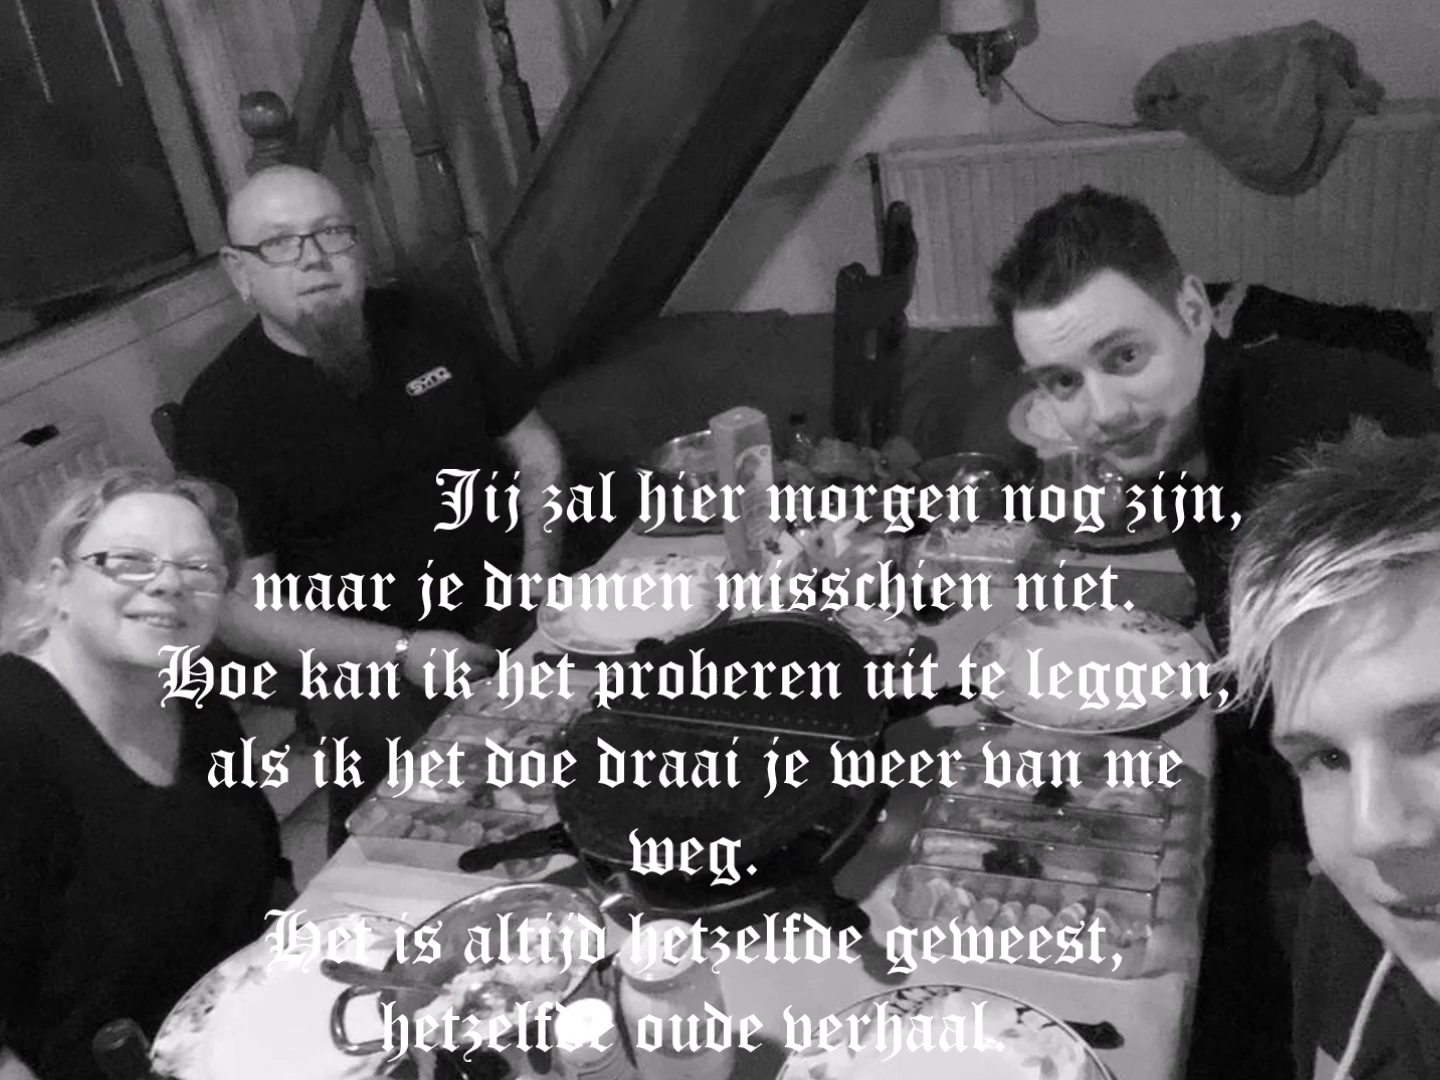 SYNQ
Jij zal hier morgen nog zijn,
maar je dromen misschien niet.
Hoe kan ik het proberen uit te leggen,
als ik het doe draai je weer van me
weg.
Het is altijd hetzelfde geweest,
hetzelfde oude verhaal.